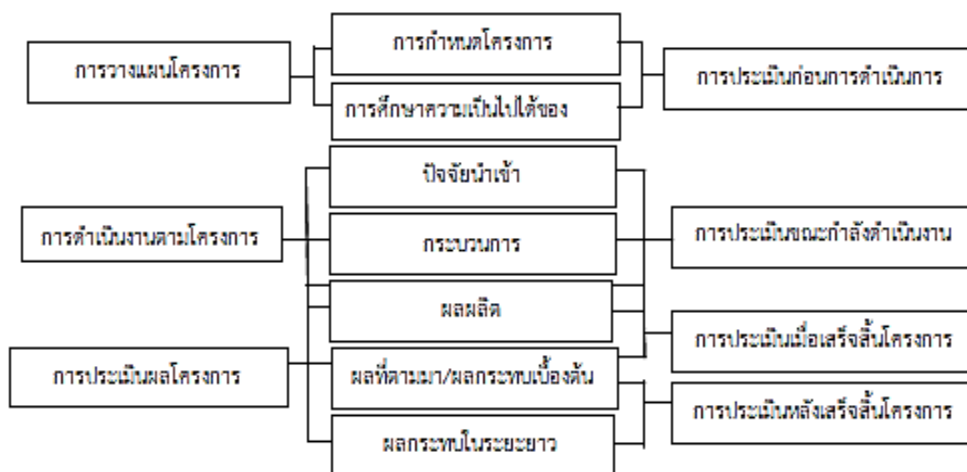 การวางแผนโครงการ
การกำหนดโครงการ
การศึกษาความเป็นไปได้ของ
การประเมินก่อนการดำเนินการ
การดำเนินงานตามโครงการ
ปัจจัยนำเข้า
กระบวนการ
ผลผลิต
การประเมินขณะกำลังดำเนินงาน
การประเมินผลโครงการ
ผลที่ตามมา/ผลกระทบเบื้องต้น
ผลกระทบในระยะยาว
การประเมินเมื่อเสร็จสิ้นโครงการ
การประเมินหลังเสร็จสิ้นโครงการ